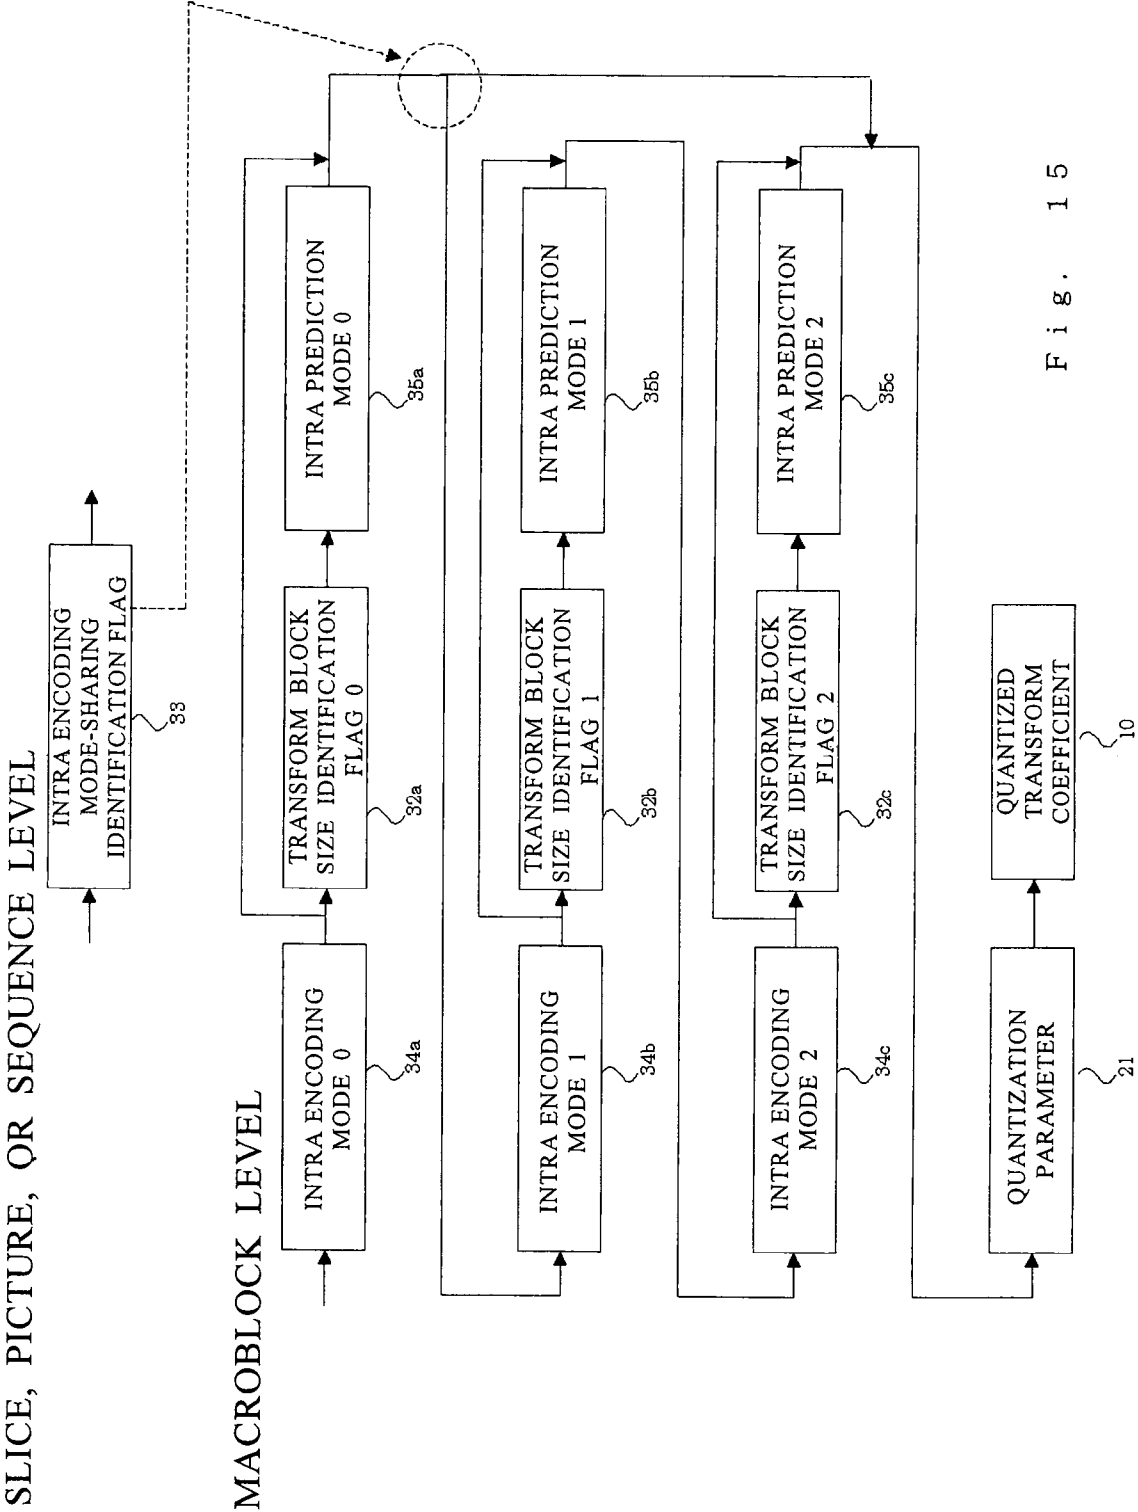 SLICE, PICTURE, OR SEQUENCE LEVEL
INTRA ENCODING
MODE-SHARING
IDENTIFICATION FLAG
33
MACROBLOCK LEVEL
INTRA ENCODING
MODE 0
34a
TRANSFORM BLOCK
SIZE IDENTIFICATION
FLAG 0
32a
INTRA PREDICTION
MODE 0
35a
INTRA ENCODING
MODE 1
34b
TRANSFORM BLOCK
SIZE IDENTIFICATION
FLAG 1
32b
INTRA PREDICTION
MODE 1
35b
INTRA ENCODING
MODE 2
34c
TRANSFORM BLOCK
SIZE IDENTIFICATION
FLAG 2
32c
INTRA PREDICTION
MODE 2
35c
QUANTIZATION
PARAMETER
21
QUANTIZED
TRANSFORM
COEFFICIENT
10
Fig. 15